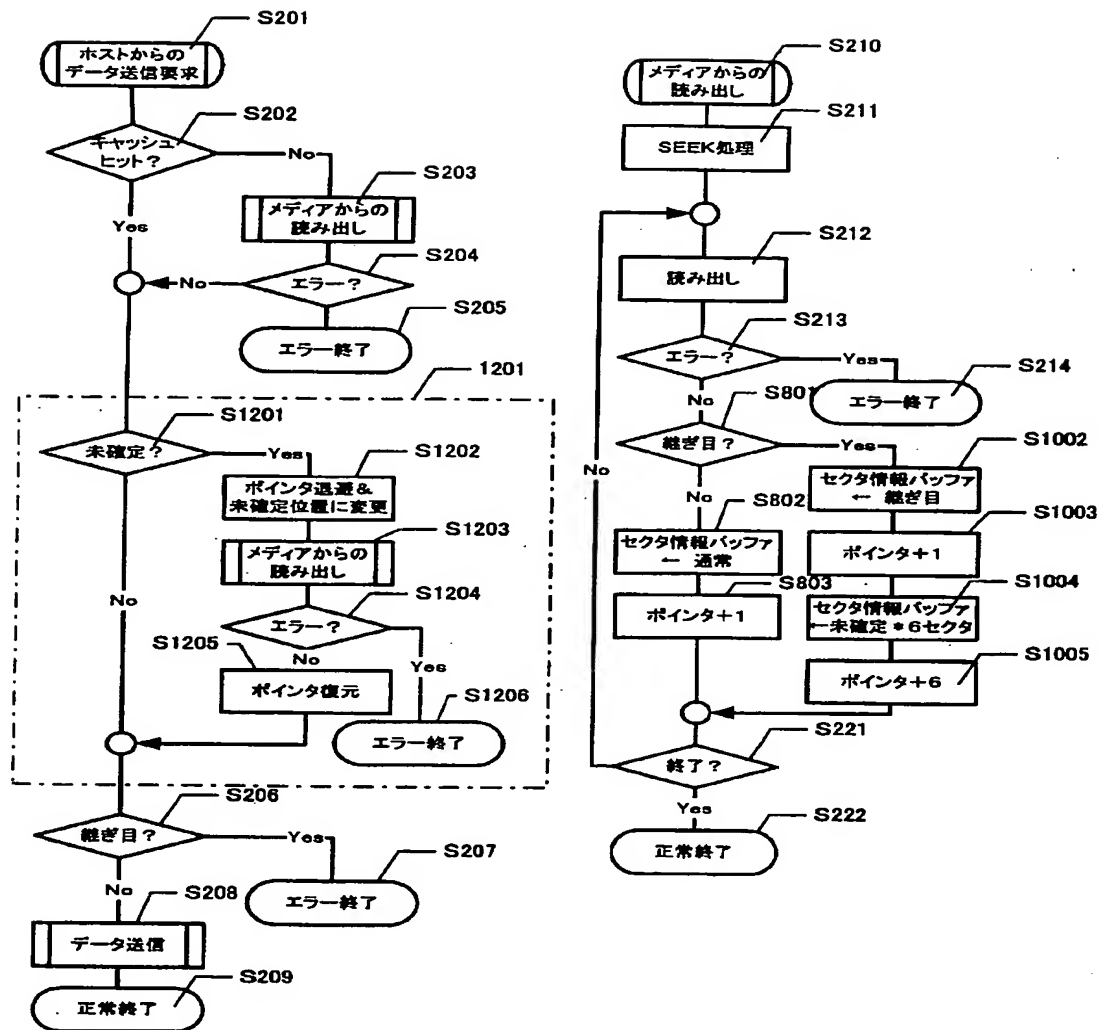 S201
ホストからの
データ送信要求
S202
キャッシュ
ヒット？
No
S203
メディアからの
読み出し
Yes
S204
エラー？
No
S205
エラー終了
1201
S1201
未確定？
Yes
S1202
ポインタ退避&
未確定位置に変更
S1203
メディアからの
読み出し
S1204
エラー？
No
No
Yes
S1205
ポインタ復元
S1206
エラー終了
S206
継ぎ目？
Yes
S207
エラー終了
No
S208
データ送信
S209
正常終了
S210
メディアからの
読み出し
S211
SEEK処理
S212
読み出し
S213
エラー？
Yes
S214
エラー終了
No
S801
継ぎ目？
Yes
S1002
セクタ情報バッファ
← 継ぎ目
No
No
S802
セクタ情報バッファ
← 通常
S1003
ポインタ＋1
S803
ポインタ＋1
S1004
セクタ情報バッファ
←未確定＊6セクタ
S1005
ポインタ＋6
S221
終了？
Yes
S222
正常終了